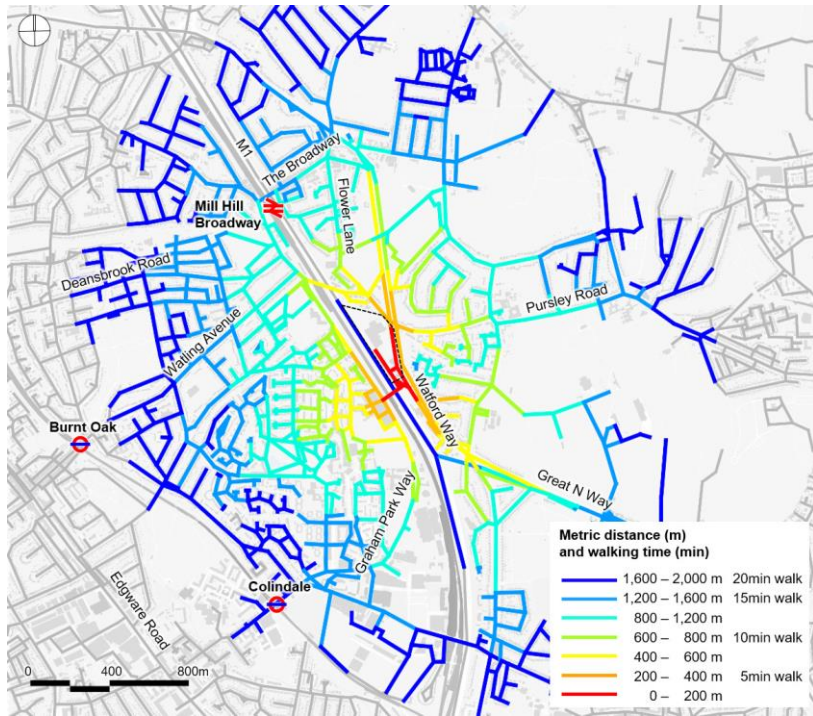 M1
The Broadway
Flower Lane
Mill Hill
Broadway
Deansbrook Road
Pursley Road
Watling Avenue
Watford Way
Burnt Oak
Great N Way
Graham Park Way
Colindale
Edgware Road
Metric distance (m)
and walking time (min)
1,600 – 2,000 m 20min walk
1,200 – 1,600 m 15min walk
800 – 1,200 m
600 – 800 m 10min walk
400 – 600 m
200 – 400 m 5min walk
0 – 200 m
0 400 800m